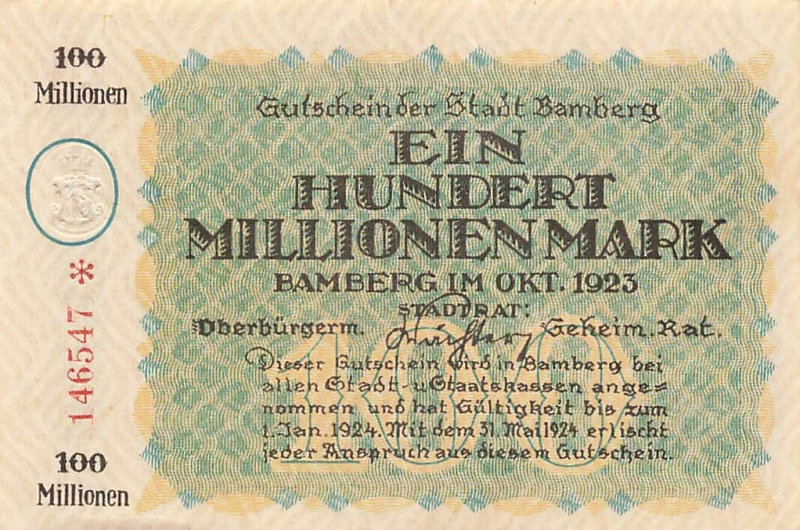 100
Millionen
Gutschein der Stadt Bamberg
EIN
HUNDERT
MILLIONEN MARK
BAMBERG IM OKT. 1923
STADTRAT:
Oberbürgerm. Wächter, Geheim. Rat.
Dieser Gutschein wird in Bamberg bei
allen Stadt- u Staatskassen ange=
nommen und hat Gültigkeit bis zum
1. Jan. 1924. Mit dem 31. Mai 1924 erlischt
jeder Anspruch aus diesem Gutschein.
100
146547 *
100
Millionen